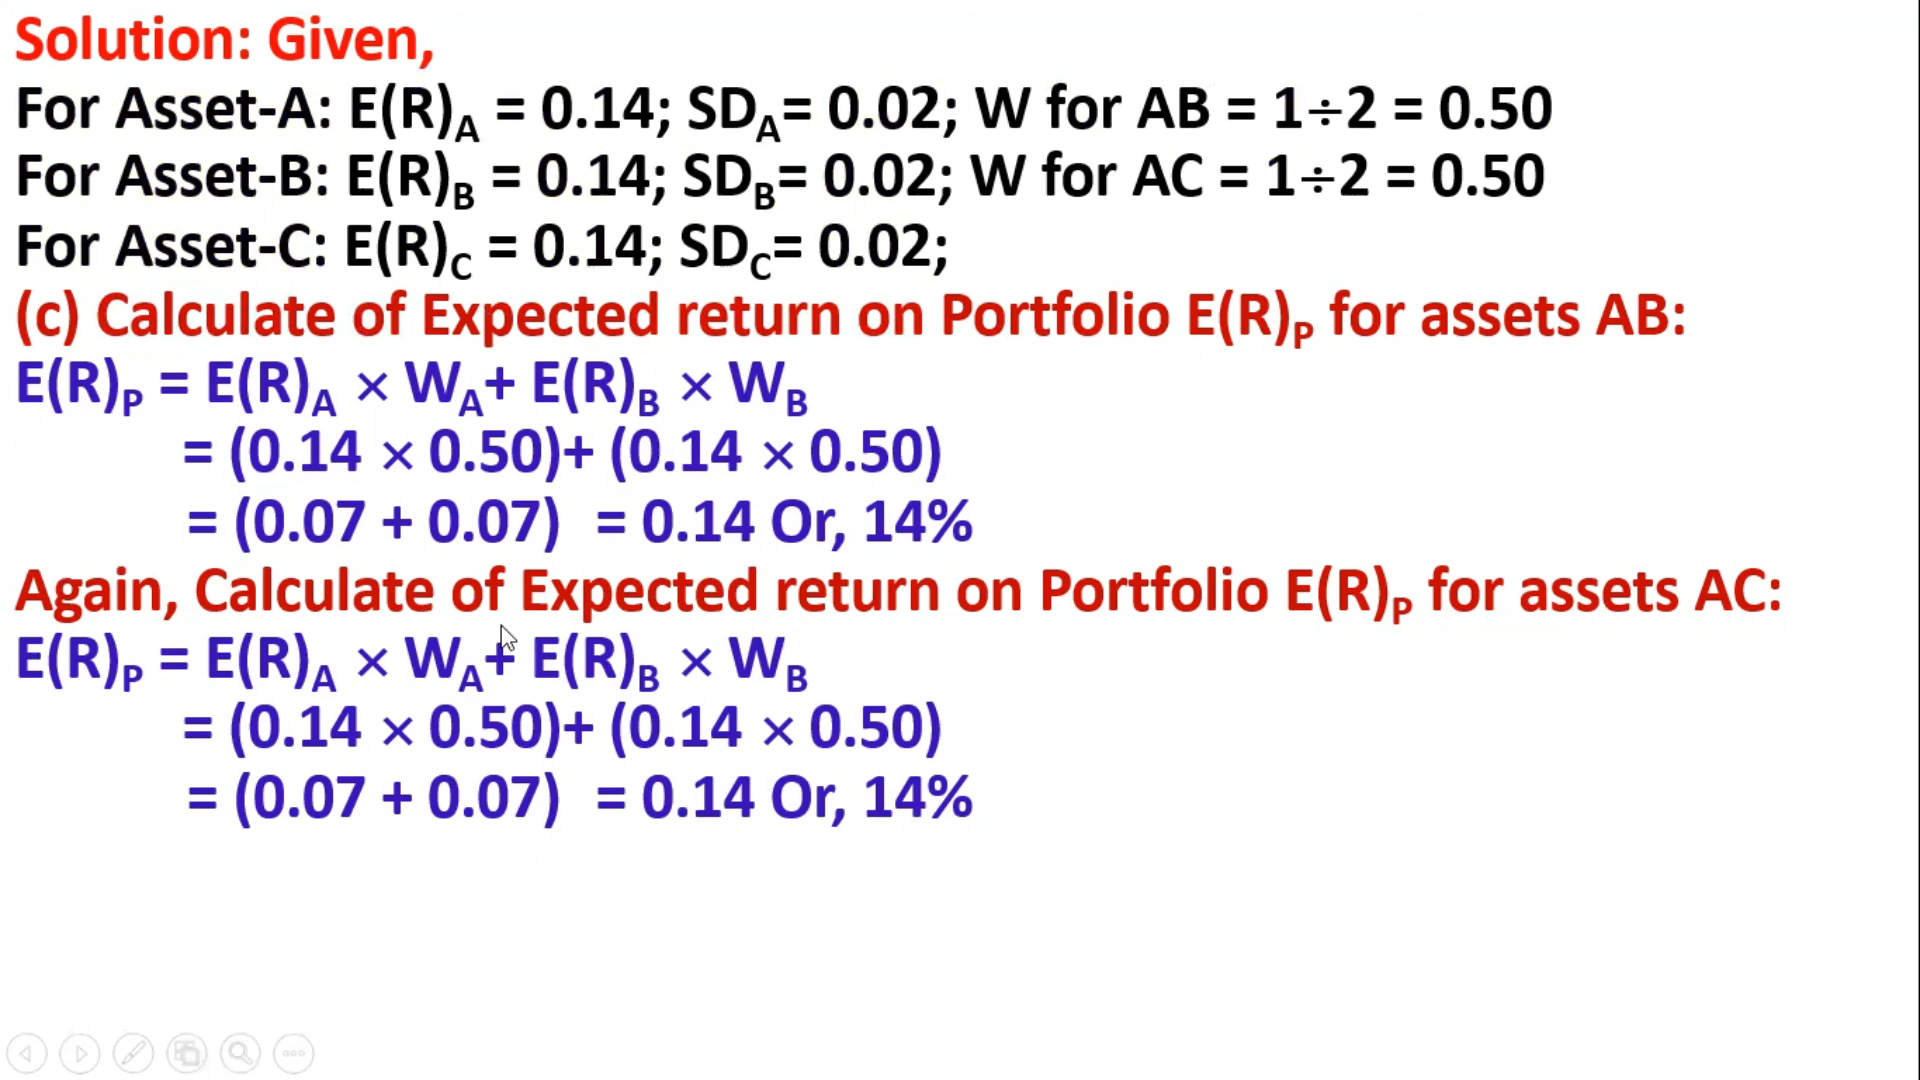 Solution: Given,
For Asset-A: E(R)A = 0.14; SDA= 0.02; W for AB = 1÷2 = 0.50
For Asset-B: E(R)B = 0.14; SDB= 0.02; W for AC = 1÷2 = 0.50
For Asset-C: E(R)C = 0.14; SDC= 0.02;
(c) Calculate of Expected return on Portfolio E(R)P for assets AB:
E(R)P = E(R)A × WA+ E(R)B × WB
= (0.14 × 0.50)+ (0.14 × 0.50)
= (0.07 + 0.07) = 0.14 Or, 14%
Again, Calculate of Expected return on Portfolio E(R)P for assets AC:
E(R)P = E(R)A × WA+ E(R)B × WB
= (0.14 × 0.50)+ (0.14 × 0.50)
= (0.07 + 0.07) = 0.14 Or, 14%